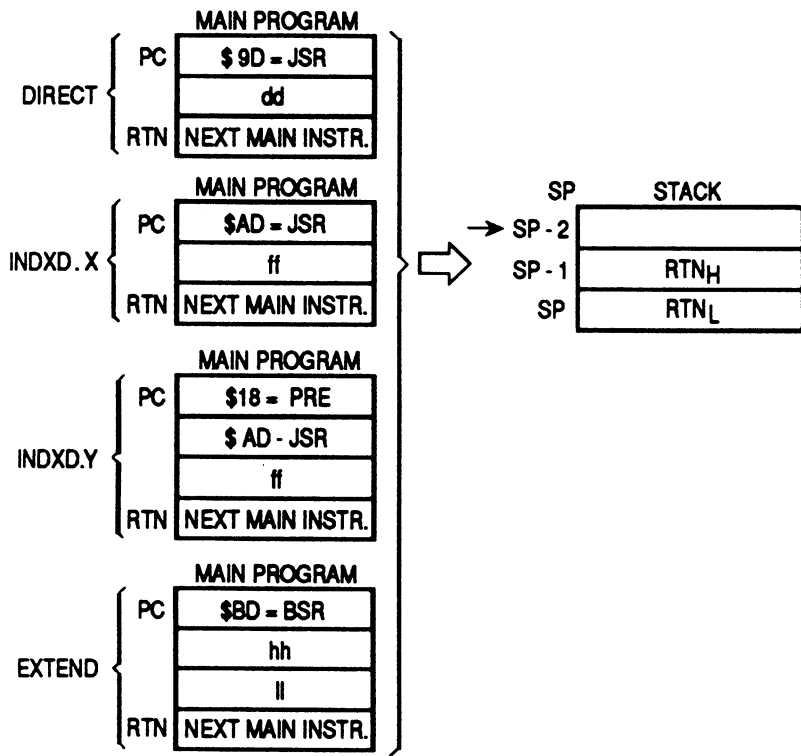 MAIN PROGRAM
PC $ 9D = JSR
DIRECT dd
RTN NEXT MAIN INSTR.
MAIN PROGRAM
PC $AD = JSR
INDXD . X ff
RTN NEXT MAIN INSTR.
MAIN PROGRAM
PC $18 = PRE
$ AD - JSR
INDXD.Y ff
RTN NEXT MAIN INSTR.
MAIN PROGRAM
PC $BD = BSR
hh
EXTEND ll
RTN NEXT MAIN INSTR.
SP STACK
→ SP - 2
SP - 1 RTNH
SP RTNL